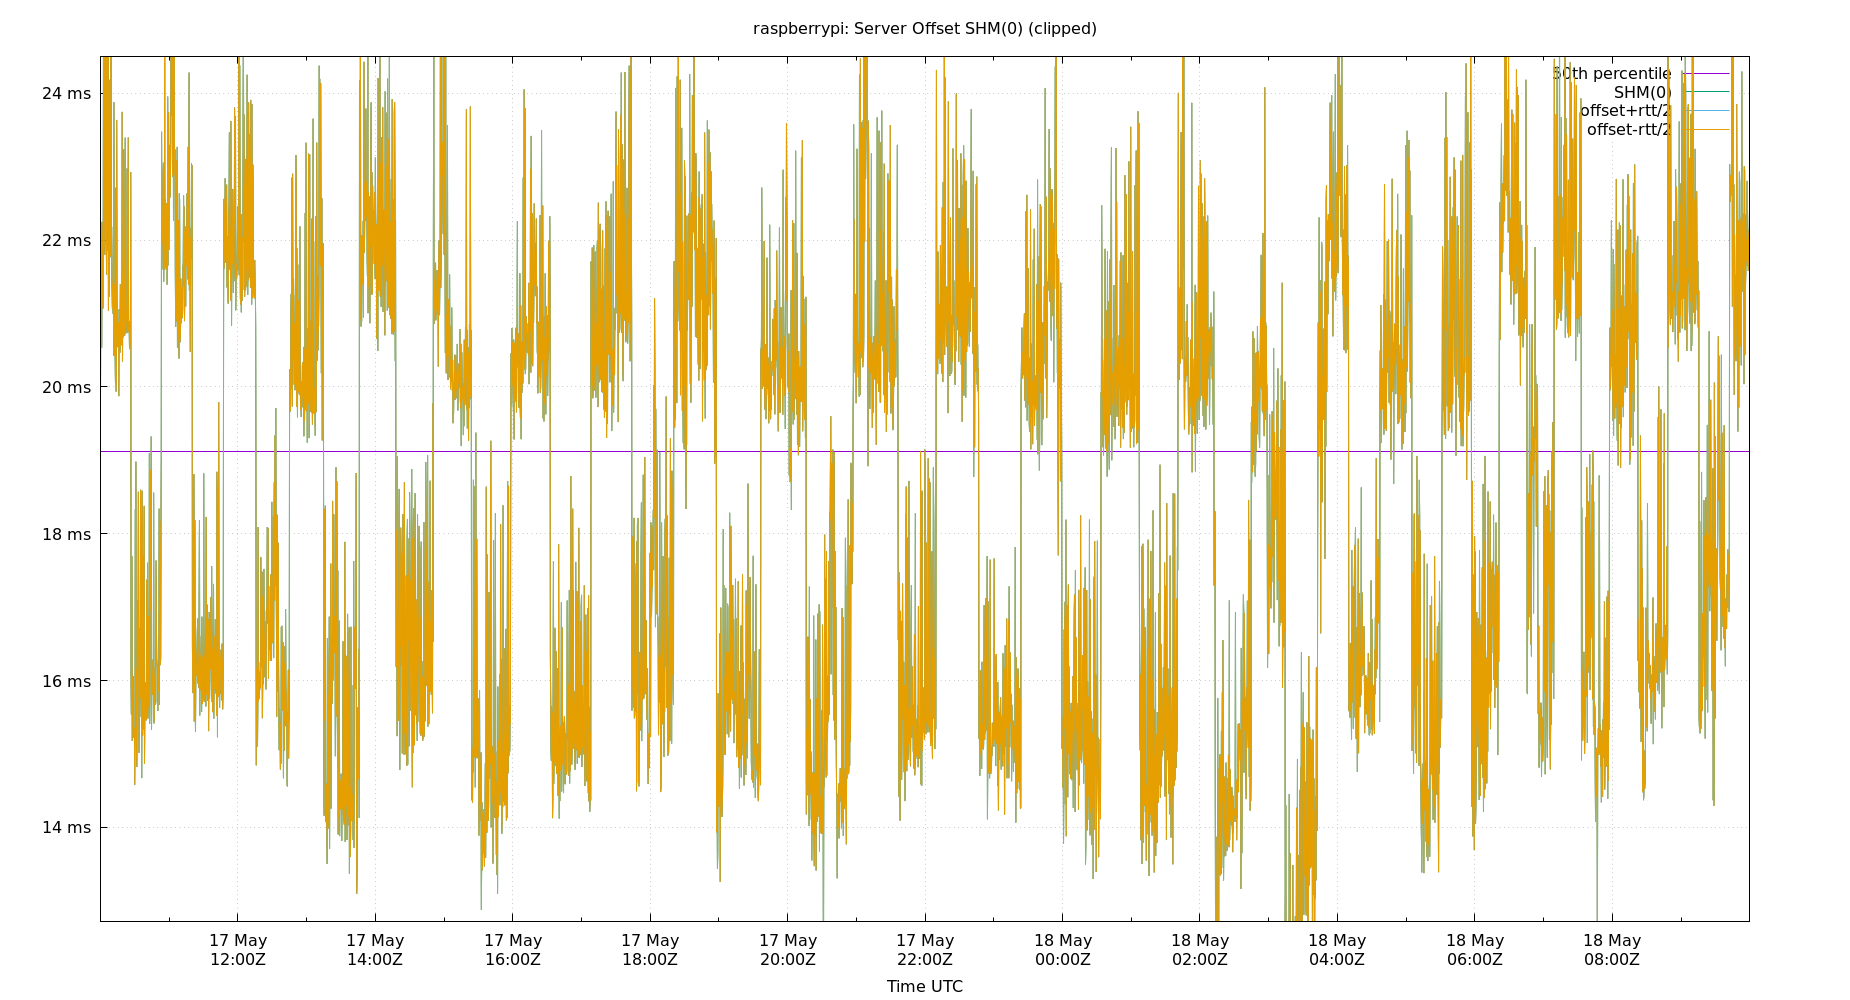 raspberrypi: Server Offset SHM(0) (clipped)
24 ms
22 ms
20 ms
18 ms
16 ms
14 ms
50th percentile
SHM(0)
offset+rtt/2
offset-rtt/2
17 May 12:00Z
17 May 14:00Z
17 May 16:00Z
17 May 18:00Z
17 May 20:00Z
17 May 22:00Z
18 May 00:00Z
18 May 02:00Z
18 May 04:00Z
18 May 06:00Z
18 May 08:00Z
Time UTC